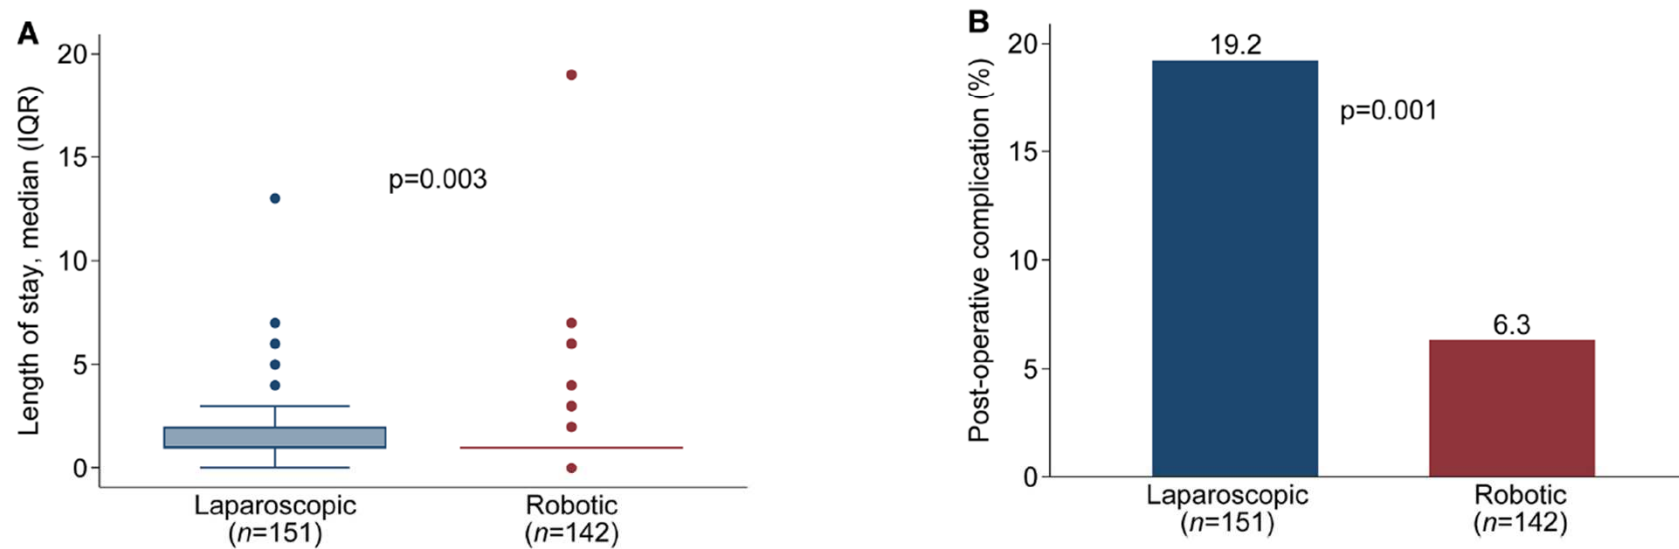 A
Length of stay, median (IQR)
20
15
10
5
0
p=0.003
Laparoscopic
(n=151)
Robotic
(n=142)
B
Post-operative complication (%)
20
15
10
5
0
19.2
p=0.001
6.3
Laparoscopic
(n=151)
Robotic
(n=142)